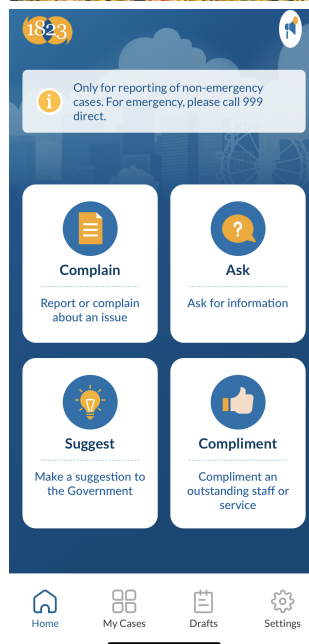 1823
Only for reporting of non-emergency
cases. For emergency, please call 999
direct.
Complain
Report or complain
about an issue
Ask
Ask for information
Suggest
Make a suggestion to
the Government
Compliment
Compliment an
outstanding staff or
service
Home
My Cases
Drafts
Settings